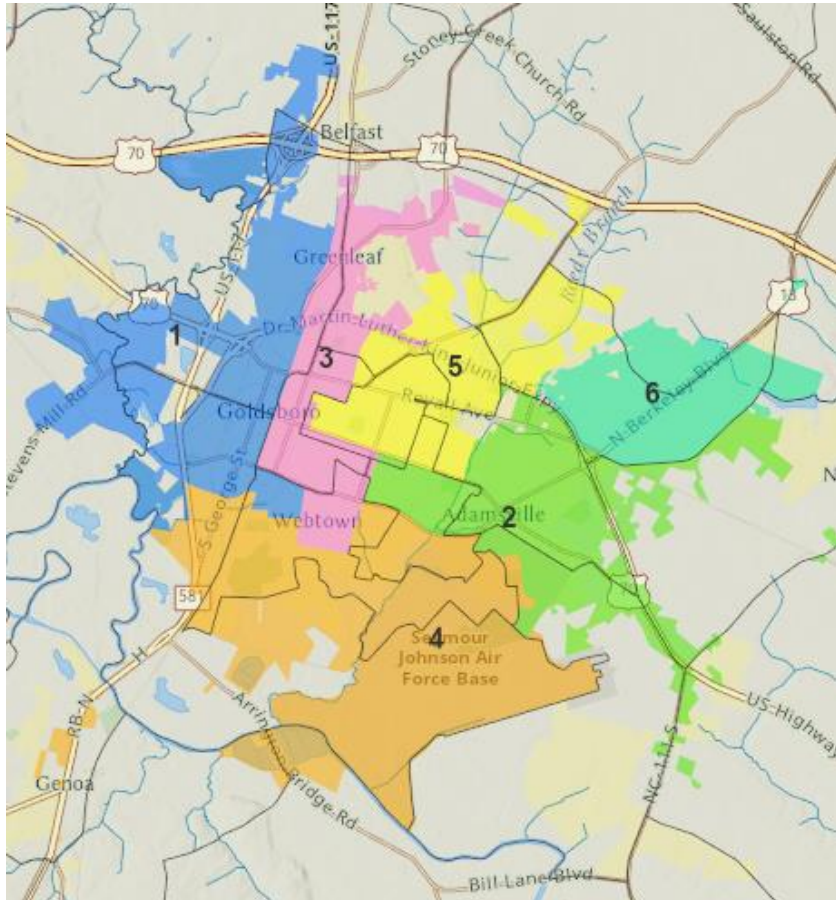 US-117
Stoney Creek Church Rd
Saulston Rd
Belfast
70
70
Greenleaf
13
70
1
Dr Martin Luther King Junior Expy
3
5
6
Royall Ave
Goldsboro
N Berkeley Blvd
Stevens Mill Rd
S George St
Webtown
Adamsville
2
N
581
4
Seymour
Johnson Air
Force Base
H
RB-N
Arrington Bridge Rd
US Highway
NC-111 S
Genoa
Bill Lane Blvd